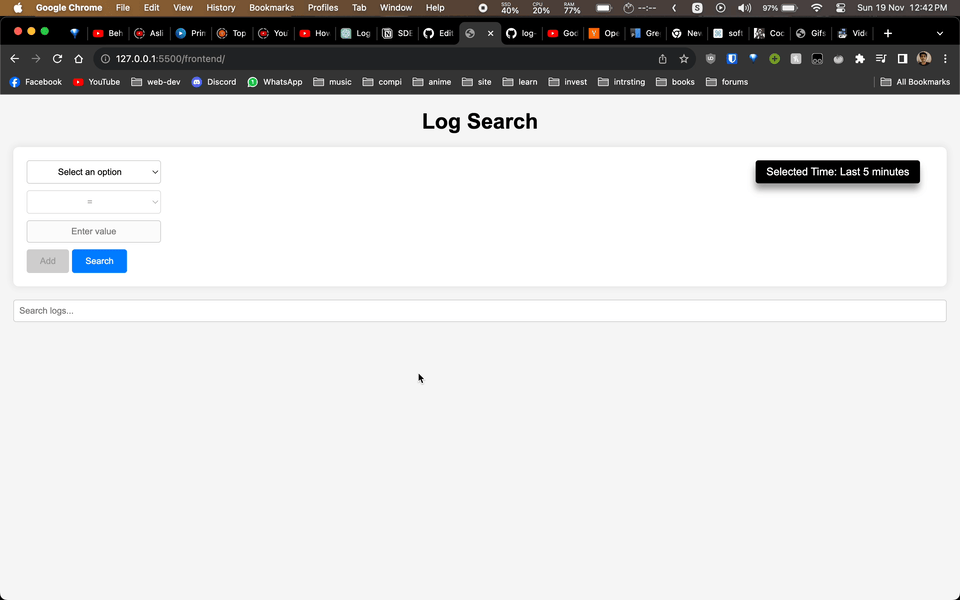 Google Chrome File Edit View History Bookmarks Profiles Tab Window Help SSD 40% CPU 20% RAM 77% --:-- S 97% Sun 19 Nov 12:42 PM
Beh Asli Prin Top You How Log SDE Edit log- God Ope Gre Nev soft Coc Gifs Vide
127.0.0.1:5500/frontend/
Facebook YouTube web-dev Discord WhatsApp music compi anime site learn invest intrsting books forums All Bookmarks
Log Search
Select an option
Selected Time: Last 5 minutes
=
Enter value
Add Search
Search logs...